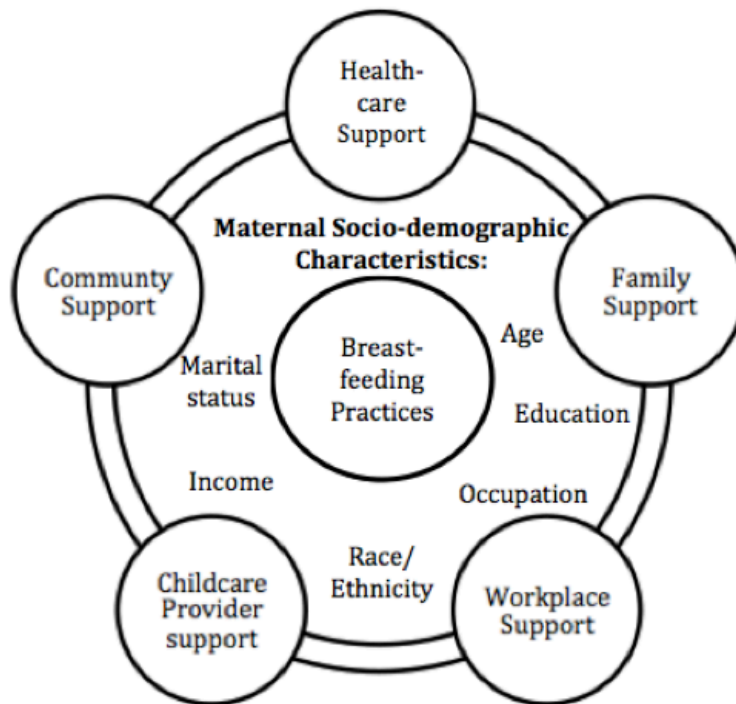 Health-
care
Support
Communty
Support
Family
Support
Maternal Socio-demographic
Characteristics:
Breast-
feeding
Practices
Age
Marital
status
Education
Income
Occupation
Race/
Ethnicity
Childcare
Provider
support
Workplace
Support